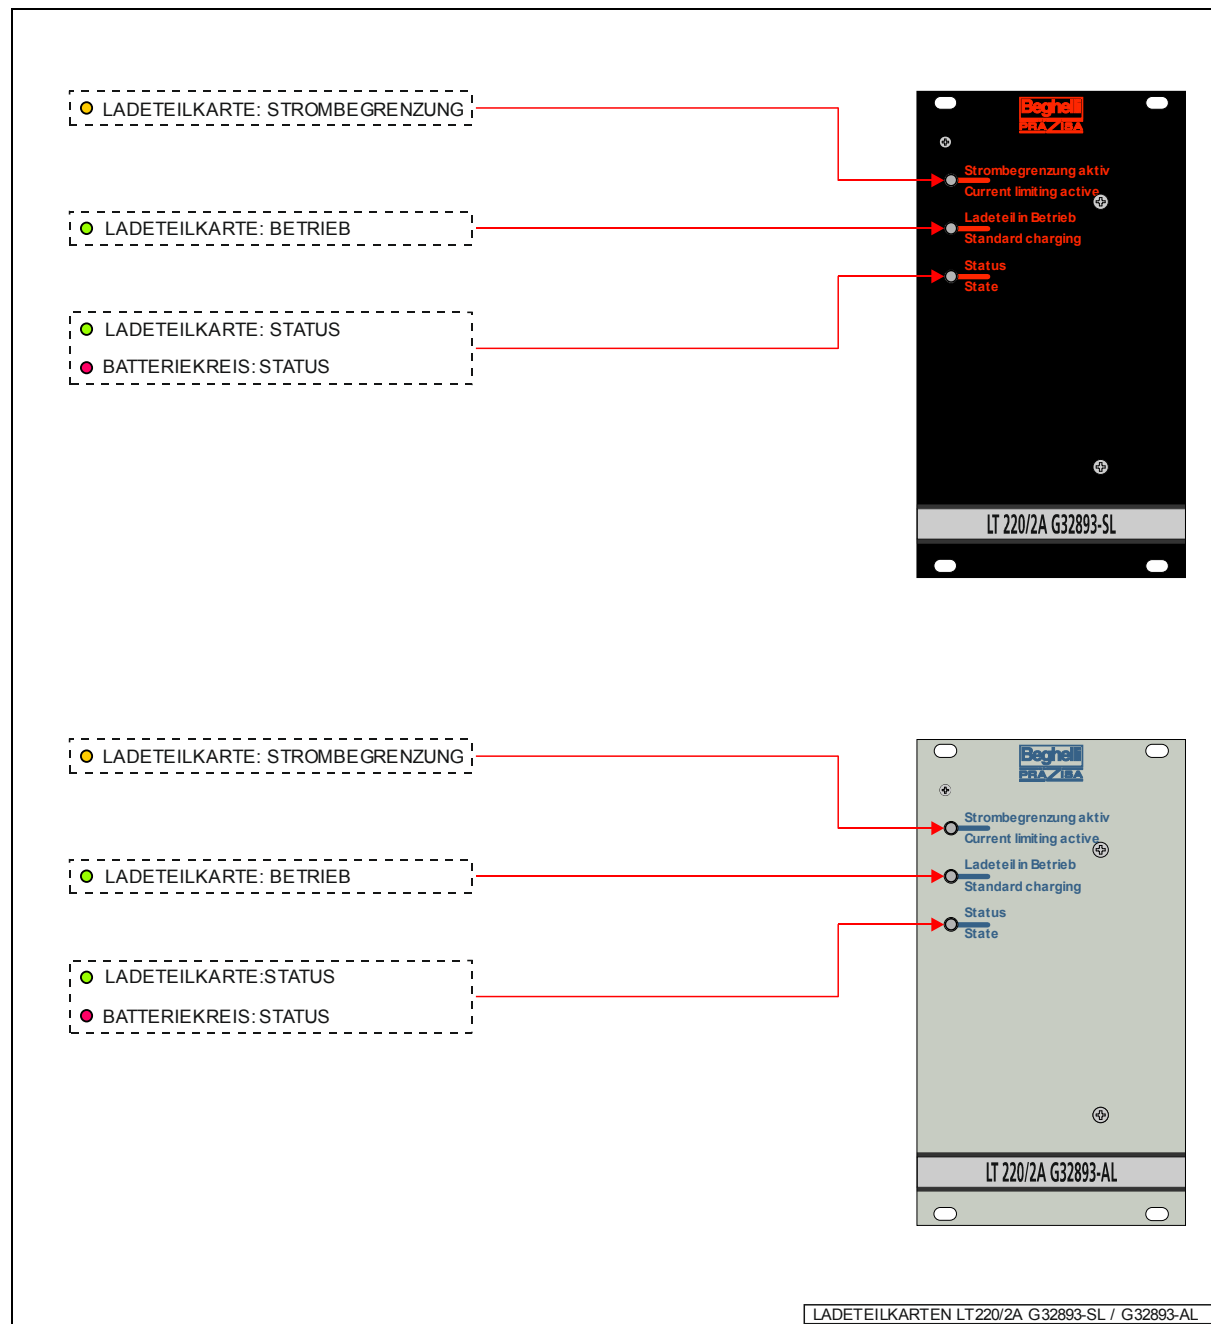 LADETEILKARTE: STROMBEGRENZUNG
LADETEILKARTE: BETRIEB
LADETEILKARTE: STATUS
BATTERIEKREIS: STATUS
Beghelli
PRÄZISA
Strombegrenzung aktiv
Current limiting active
Ladeteil in Betrieb
Standard charging
Status
State
LT 220/2A G32893-SL
LADETEILKARTE: STROMBEGRENZUNG
LADETEILKARTE: BETRIEB
LADETEILKARTE:STATUS
BATTERIEKREIS: STATUS
Beghelli
PRÄZISA
Strombegrenzung aktiv
Current limiting active
Ladeteil in Betrieb
Standard charging
Status
State
LT 220/2A G32893-AL
LADETEILKARTEN LT220/2A G32893-SL / G32893-AL